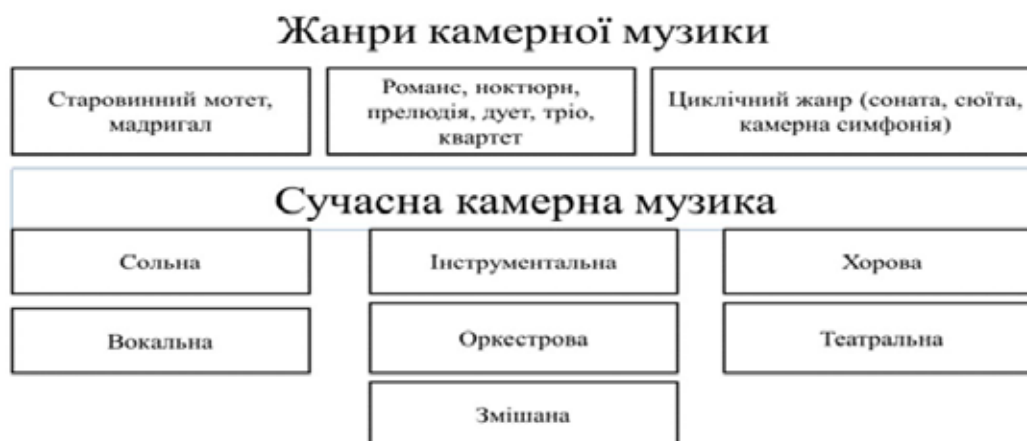 Жанри камерної музики
Старовинний мотет,
мадригал
Романс, ноктюрн,
прелюдія, дует, тріо,
квартет
Циклічний жанр (соната, сюїта,
камерна симфонія)
Сучасна камерна музика
Сольна
Інструментальна
Хорова
Вокальна
Оркестрова
Театральна
Змішана